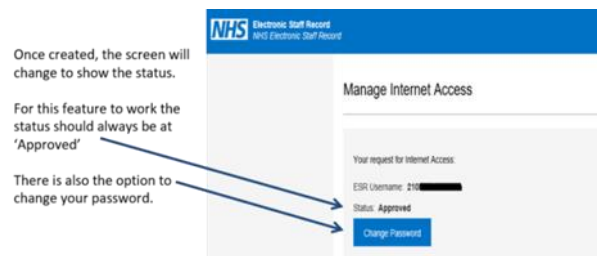 Once created, the screen will
change to show the status.
For this feature to work the
status should always be at
‘Approved’
There is also the option to
change your password.
NHS Electronic Staff Record
NHS Electronic Staff Record
Manage Internet Access
Your request for Internet Access:
ESR Username: 210
Status: Approved
Change Password